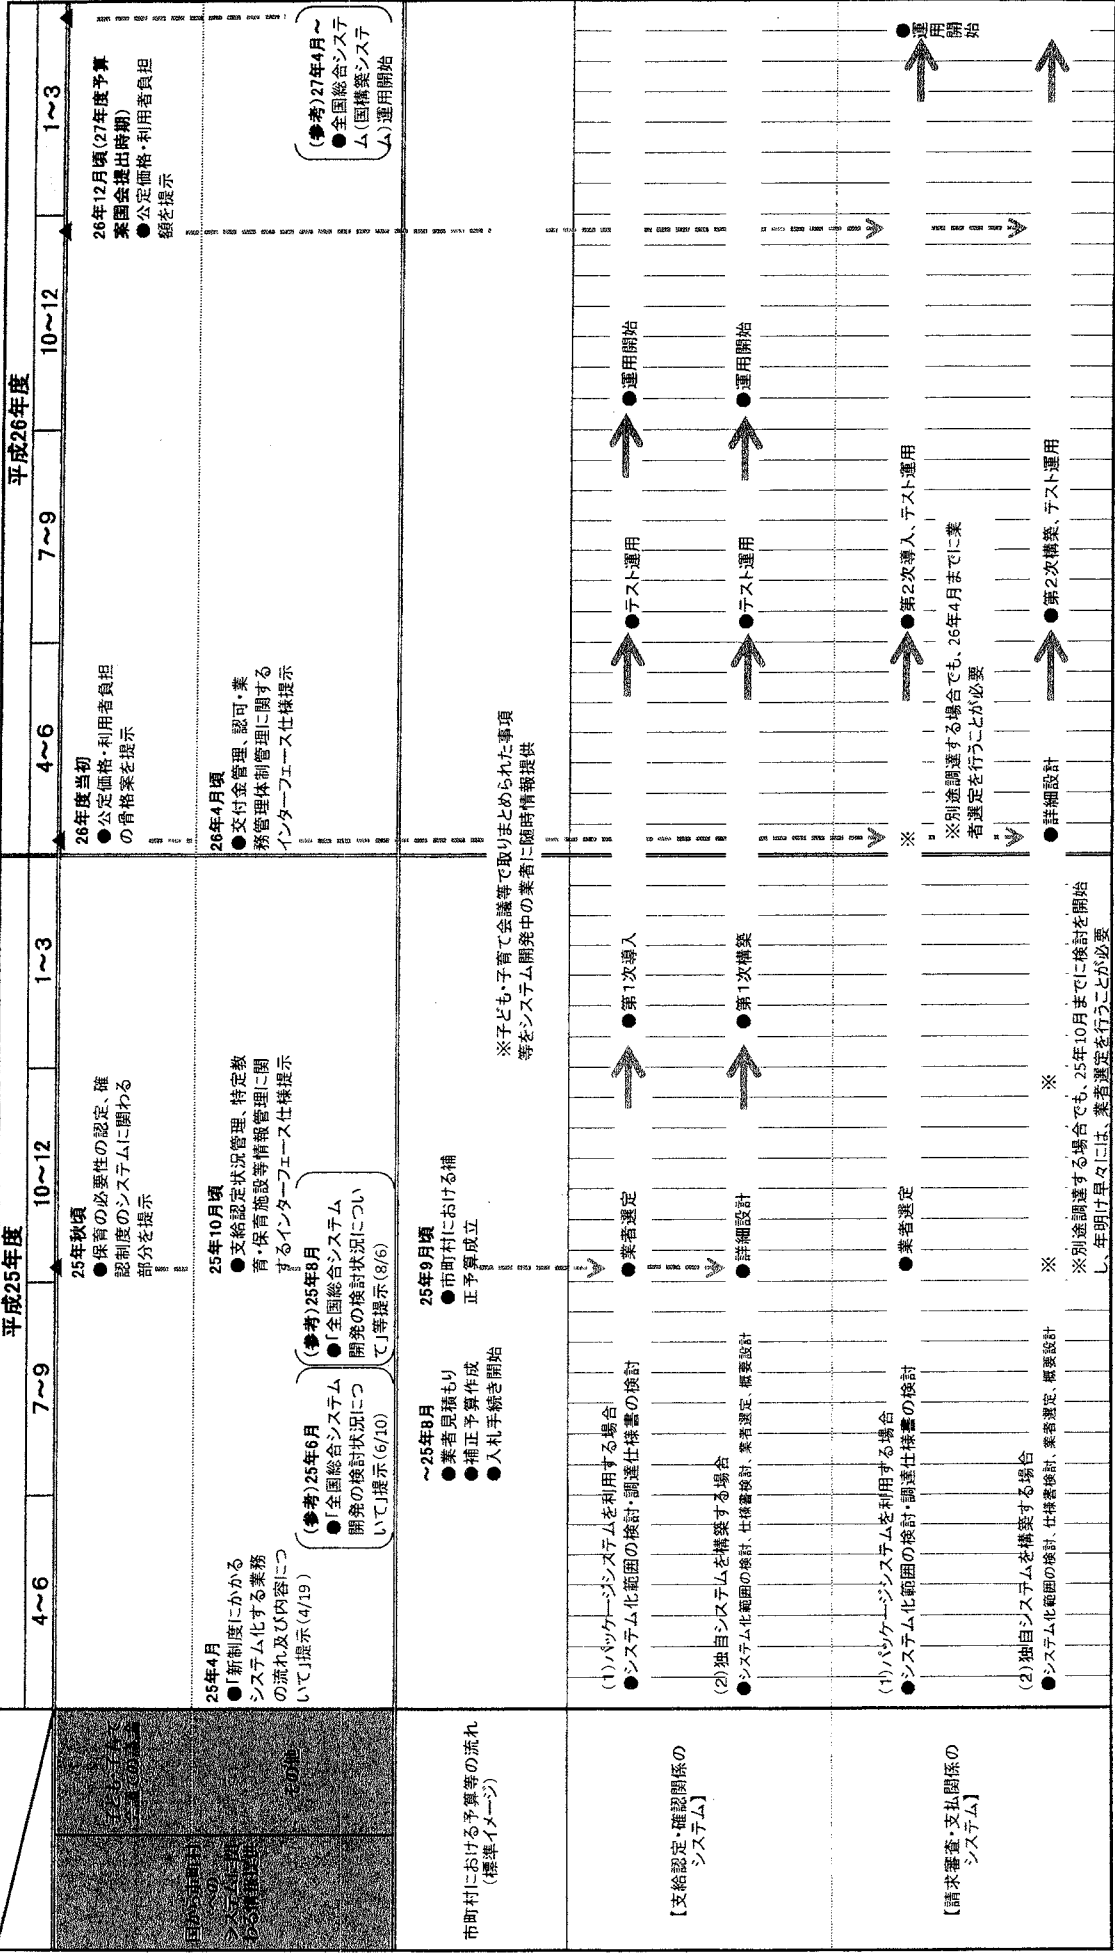 平成25年度
平成26年度
4～6
7～9
10～12
1～3
4～6
7～9
10～12
1～3
25年秋頃
●保育の必要性の認定、確
認制度のシステムに関わる
部分を提示
26年度当初
●公定価格・利用者負担
の骨格案を提示
26年12月頃(27年度予算
案国会提出時期)
●公定価格・利用者負担
額を提示
その他
25年4月
●「新制度にかかる
システム化する業務
の流れ及び内容につ
いて」提示(4/19)
(参考)25年6月
●「全国総合システム
開発の検討状況につ
いて」提示(6/10)
(参考)25年8月
●「全国総合システム
開発の検討状況につい
て」等提示(8/6)
25年10月頃
●支給認定状況管理、特定教
育・保育施設等情報管理に関
するインターフェース仕様提示
26年4月頃
●交付金管理、認可・業
務管理体制管理に関する
インターフェース仕様提示
(参考)27年4月～
●全国総合システ
ム(国構築システ
ム)運用開始
市町村における予算等の流れ
(標準イメージ)
～25年8月
●業者見積もり
●補正予算作成
●入札手続き開始
25年9月頃
●市町村における補
正予算成立
※子ども・子育て会議等で取りまとめられた事項
等をシステム開発中の業者に随時情報提供
【支給認定・確認関係の
システム】
(1)パッケージシステムを利用する場合
●システム化範囲の検討・調達仕様書の検討
●業者選定
●第1次導入
●テスト運用
●運用開始
(2)独自システムを構築する場合
●システム化範囲の検討、仕様書検討、業者選定、概要設計
●詳細設計
●第1次構築
●テスト運用
●運用開始
【請求審査・支払関係の
システム】
(1)パッケージシステムを利用する場合
●システム化範囲の検討・調達仕様書の検討
●業者選定
※
●第2次導入、テスト運用
●運用開始
※別途調達する場合でも、26年4月までに業
者選定を行うことが必要
(2)独自システムを構築する場合
●システム化範囲の検討、仕様書検討、業者選定、概要設計
※
※
●詳細設計
●第2次構築、テスト運用
※別途調達する場合でも、25年10月までに検討を開始
し、年明け早々には、業者選定を行うことが必要